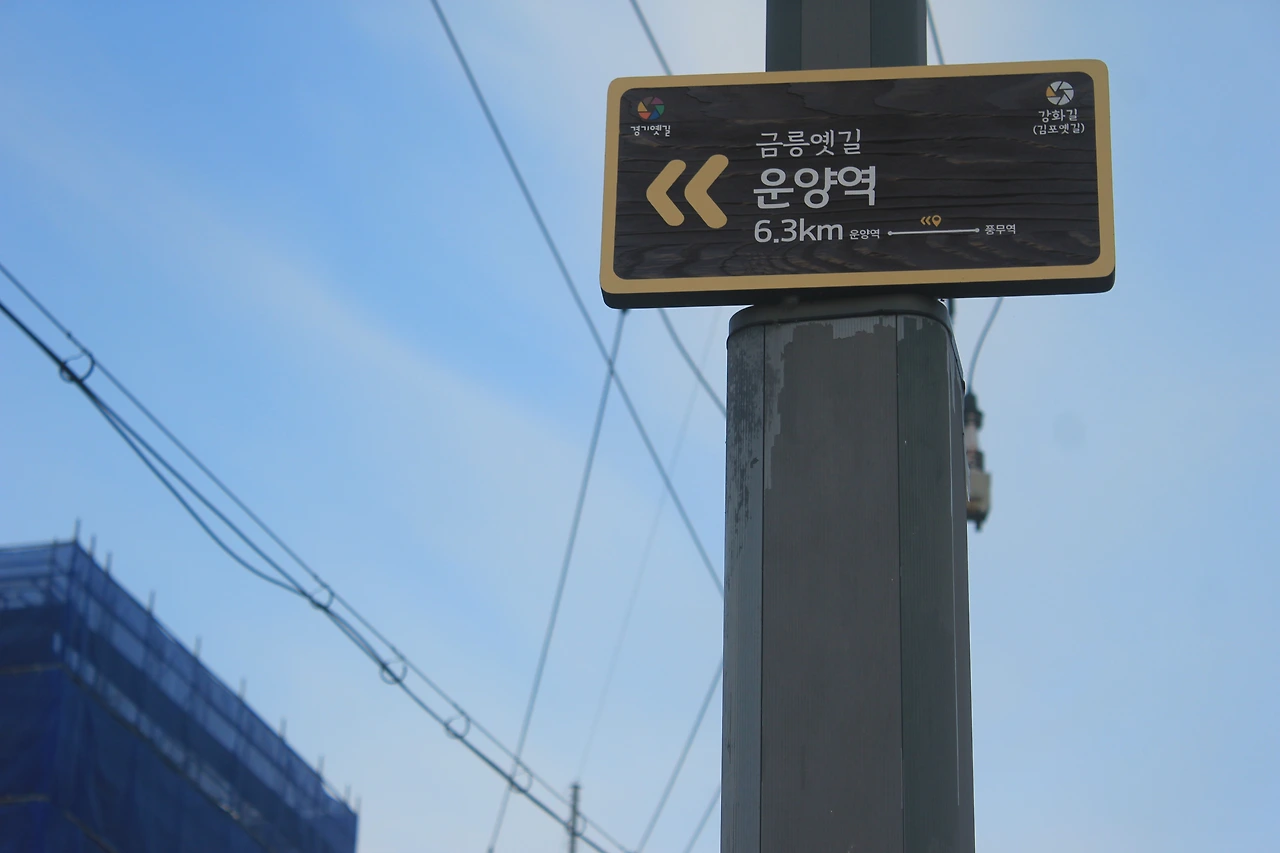 경기옛길
강화길
(김포옛길)
금릉옛길
운양역
6.3km 운양역 풍무역